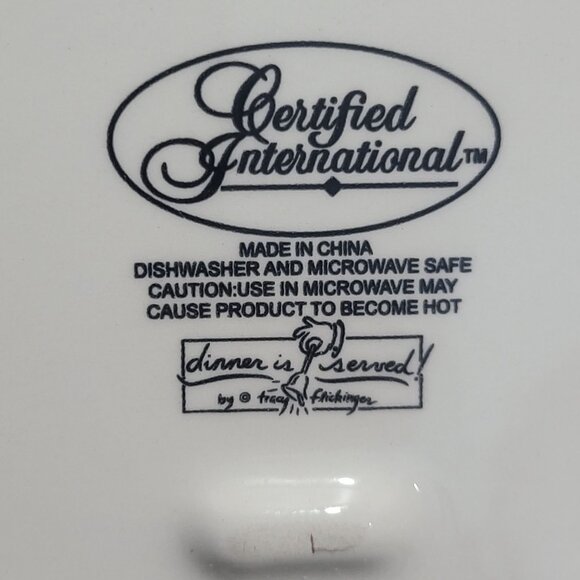 Certified
International™
MADE IN CHINA
DISHWASHER AND MICROWAVE SAFE
CAUTION:USE IN MICROWAVE MAY
CAUSE PRODUCT TO BECOME HOT
dinner is served!
by © tracy flickinger